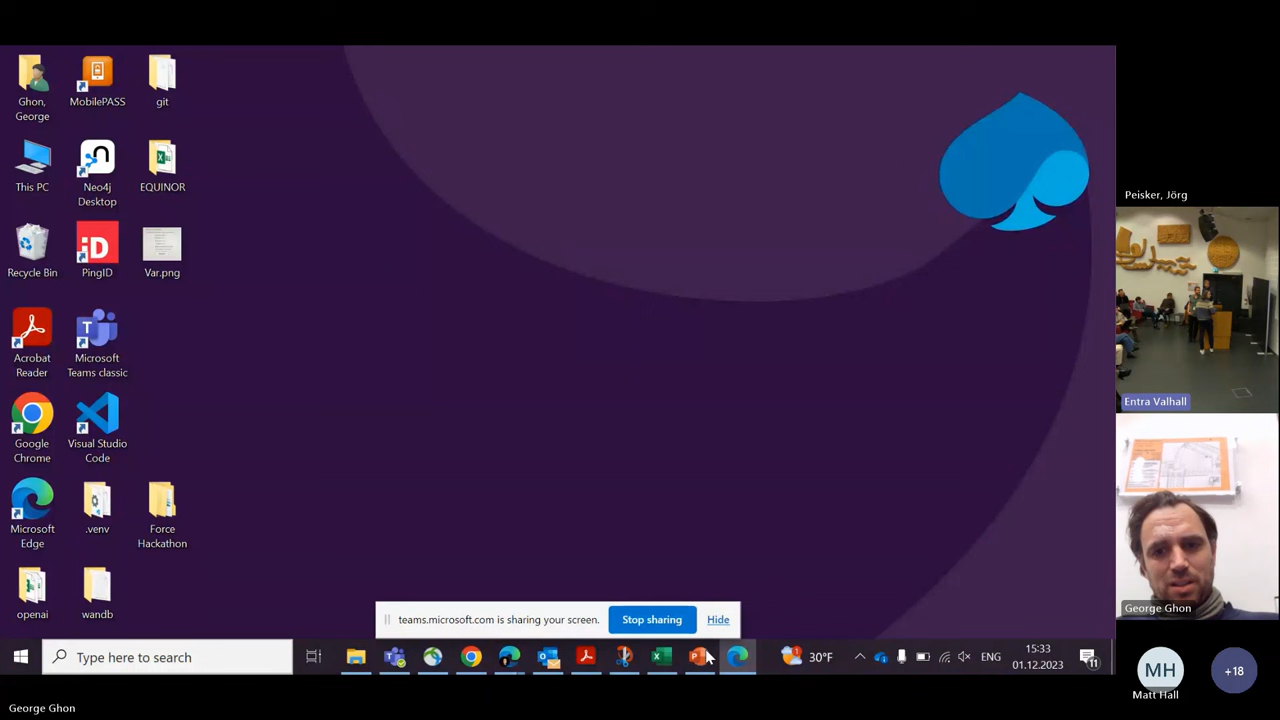 Ghon,
George
MobilePASS
git
This PC
Neo4j
Desktop
EQUINOR
Recycle Bin
iD
PingID
Var.png
Acrobat
Reader
Microsoft
Teams classic
Google
Chrome
Visual Studio
Code
Microsoft
Edge
.venv
Force
Hackathon
openai
wandb
teams.microsoft.com is sharing your screen.
Stop sharing
Hide
Type here to search
30°F
ENG
15:33
01.12.2023
11
Peisker, Jörg
Entra Valhall
George Ghon
MH
Matt Hall
+18
George Ghon